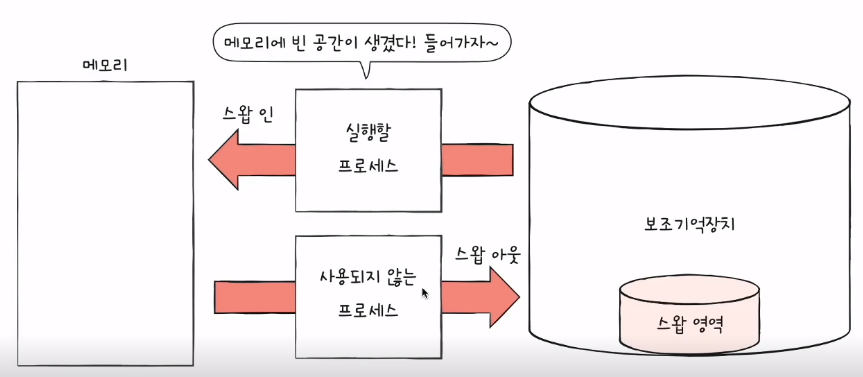 메모리에 빈 공간이 생겼다! 들어가자~
메모리
스왑 인
실행할
프로세스
보조기억장치
사용되지 않는
프로세스
스왑 아웃
스왑 영역